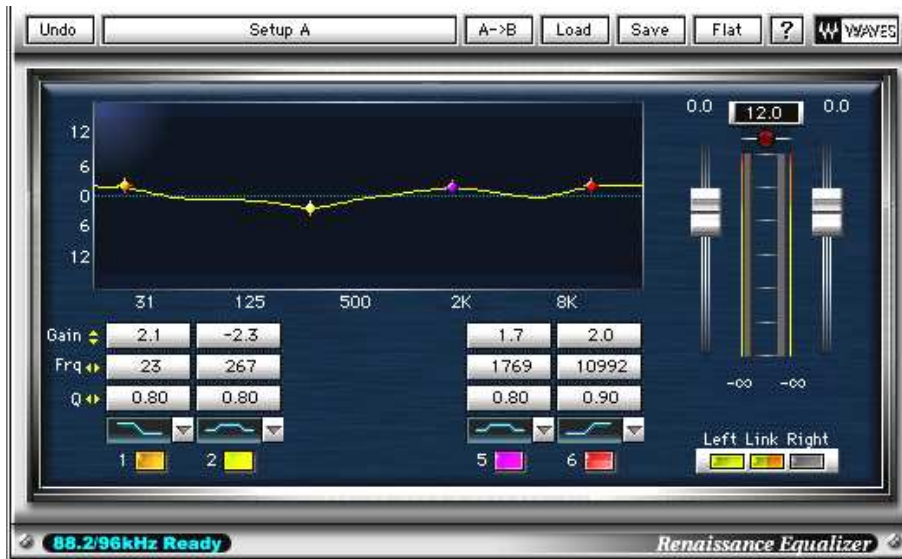 Undo Setup A A->B Load Save Flat ? WAVES
0.0 12.0 0.0
12
6
0
6
12
31 125 500 2K 8K
Gain 2.1 -2.3 1.7 2.0
Frq 23 267 1769 10992
Q 0.80 0.80 0.80 0.90
-∞ -∞
Left Link Right
1 2 5 6
88.2/96kHz Ready Renaissance Equalizer